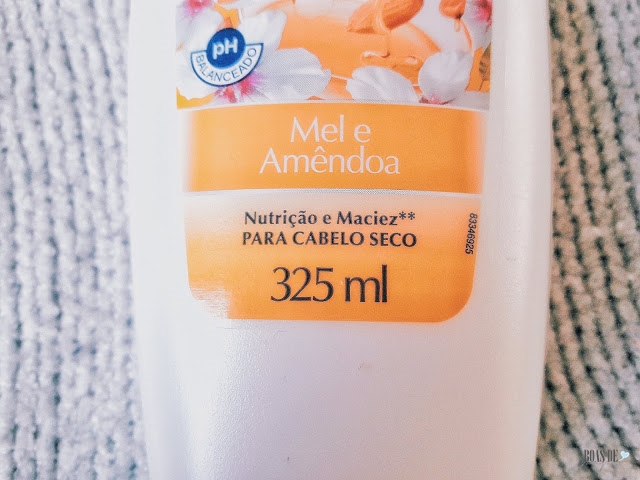 pH
BALANCEADO
Mel e
Amêndoa
Nutrição e Maciez**
PARA CABELO SECO
325 ml
83346925